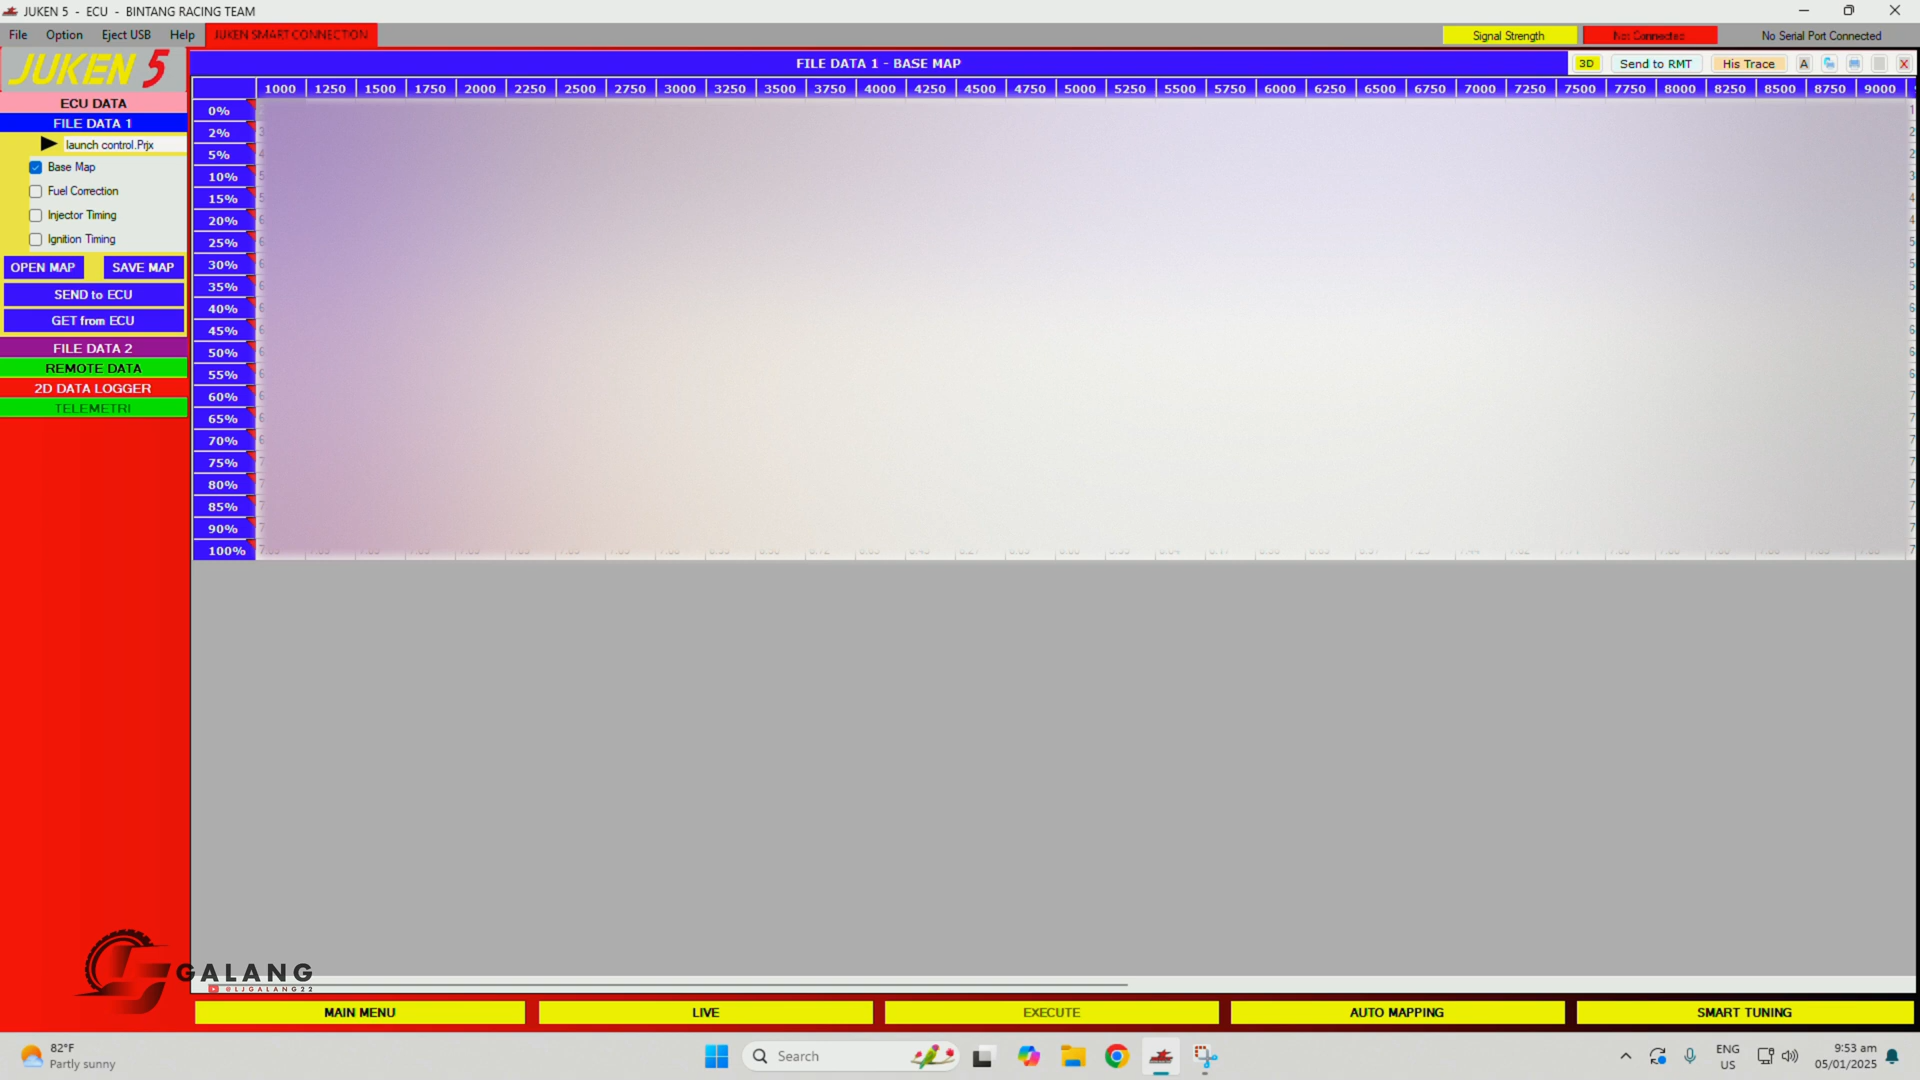 JUKEN 5 - ECU - BINTANG RACING TEAM
File Option Eject USB Help JUKEN SMART CONNECTION Signal Strength Not Connected No Serial Port Connected
JUKEN 5
FILE DATA 1 - BASE MAP 3D Send to RMT His Trace A X
1000 1250 1500 1750 2000 2250 2500 2750 3000 3250 3500 3750 4000 4250 4500 4750 5000 5250 5500 5750 6000 6250 6500 6750 7000 7250 7500 7750 8000 8250 8500 8750 9000
ECU DATA
FILE DATA 1
launch control.Prjx
Base Map
Fuel Correction
Injector Timing
Ignition Timing
OPEN MAP SAVE MAP
SEND to ECU
GET from ECU
FILE DATA 2
REMOTE DATA
2D DATA LOGGER
TELEMETRI
0%
2%
5%
10%
15%
20%
25%
30%
35%
40%
45%
50%
55%
60%
65%
70%
75%
80%
85%
90%
100%
GALANG
@LJGALANG22
MAIN MENU LIVE EXECUTE AUTO MAPPING SMART TUNING
82°F
Partly sunny
Search
ENG
US
9:53 am
05/01/2025